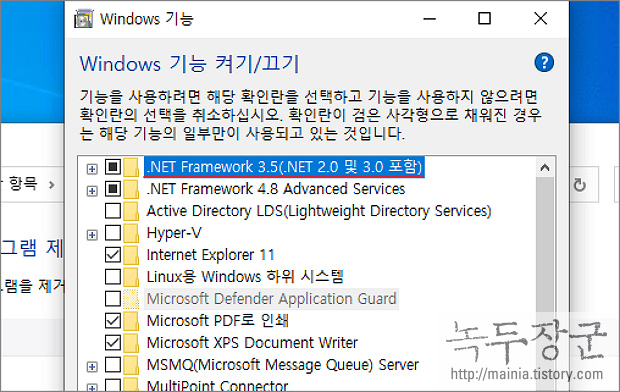 Windows 기능
Windows 기능 켜기/끄기
기능을 사용하려면 해당 확인란을 선택하고 기능을 사용하지 않으려면
확인란의 선택을 취소하십시오. 확인란이 검은 사각형으로 채워진 경우
는 해당 기능의 일부만이 사용되고 있는 것입니다.
.NET Framework 3.5(.NET 2.0 및 3.0 포함)
.NET Framework 4.8 Advanced Services
항목
Active Directory LDS(Lightweight Directory Services)
Hyper-V
그램 제
Internet Explorer 11
Linux용 Windows 하위 시스템
램을 제거
Microsoft Defender Application Guard
Microsoft PDF로 인쇄
Microsoft XPS Document Writer
녹두장군
MSMQ(Microsoft Message Queue) Server
http://mainia.tistory.com
MultiPoint Connector